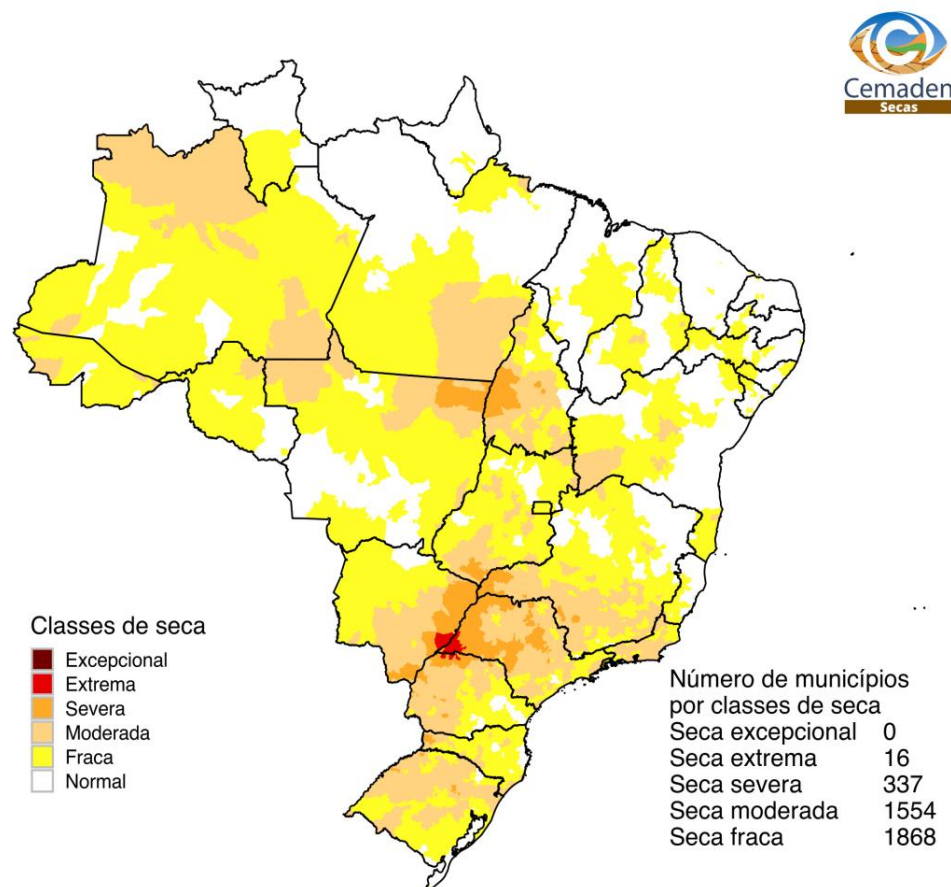 Cemaden
Secas
Classes de seca
Excepcional
Extrema
Severa
Moderada
Fraca
Normal
Número de municípios
por classes de seca
Seca excepcional 0
Seca extrema 16
Seca severa 337
Seca moderada 1554
Seca fraca 1868